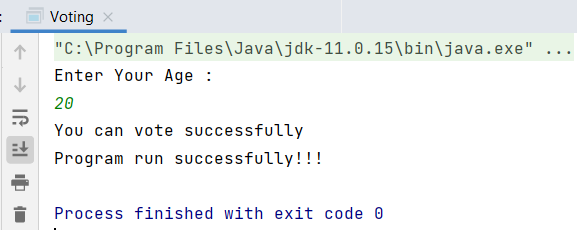 : Voting ×
"C:\Program Files\Java\jdk-11.0.15\bin\java.exe" ...
Enter Your Age :
20
You can vote successfully
Program run successfully!!!
Process finished with exit code 0